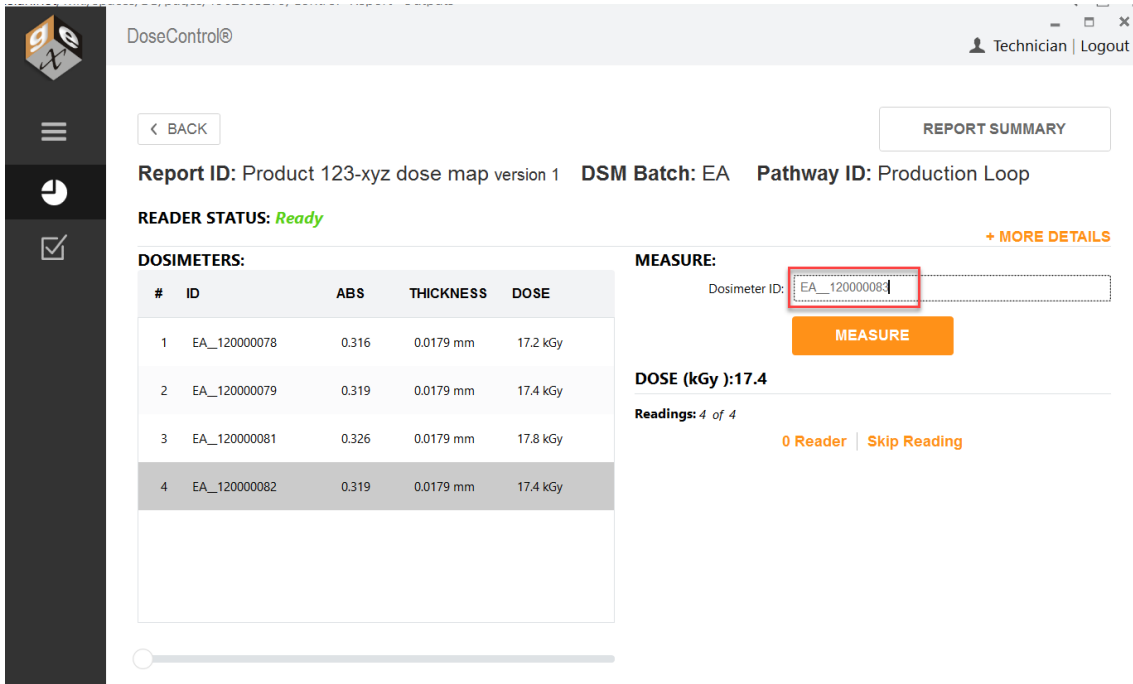 DoseControl®
Technician | Logout
gex
< BACK
REPORT SUMMARY
Report ID: Product 123-xyz dose map version 1 DSM Batch: EA Pathway ID: Production Loop
READER STATUS: Ready
+ MORE DETAILS
DOSIMETERS:
# ID ABS THICKNESS DOSE
1 EA__120000078 0.316 0.0179 mm 17.2 kGy
2 EA__120000079 0.319 0.0179 mm 17.4 kGy
3 EA__120000081 0.326 0.0179 mm 17.8 kGy
4 EA__120000082 0.319 0.0179 mm 17.4 kGy
MEASURE:
Dosimeter ID: EA__120000083
MEASURE
DOSE (kGy ):17.4
Readings: 4 of 4
0 Reader | Skip Reading